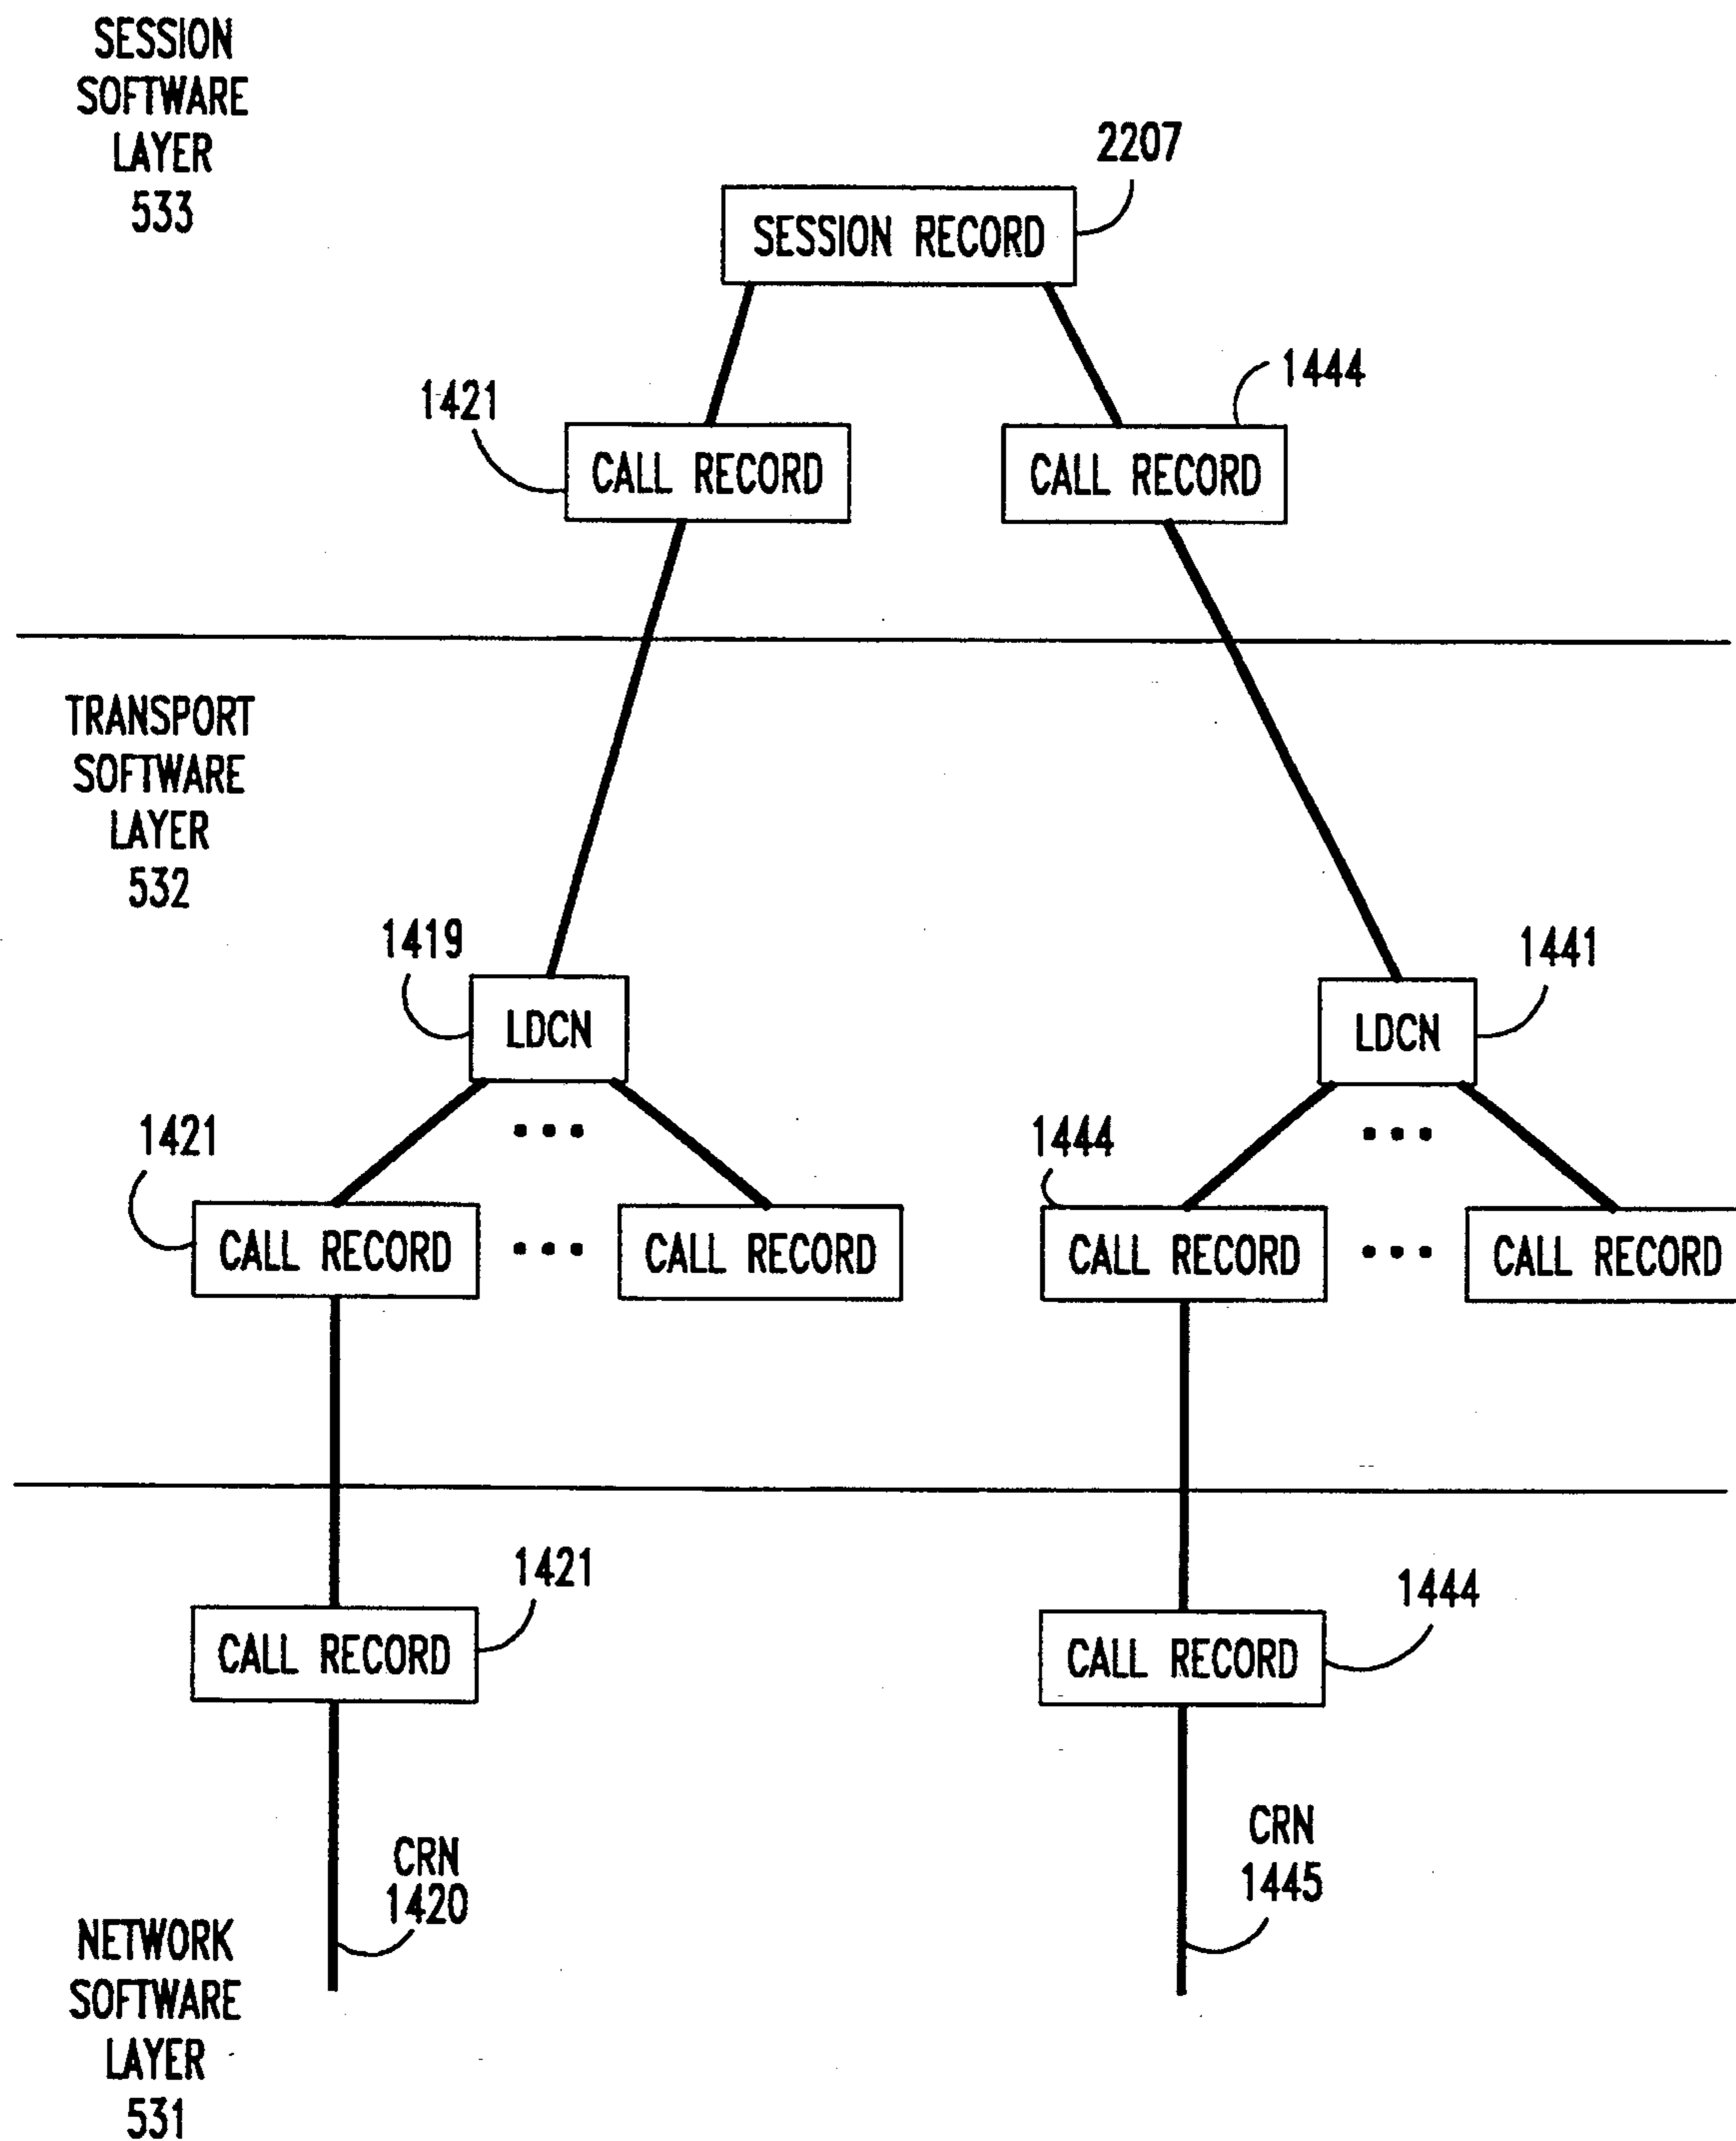 SESSION
SOFTWARE
LAYER
533
2207
SESSION RECORD
1421
1444
CALL RECORD
CALL RECORD
TRANSPORT
SOFTWARE
LAYER
532
1419
1441
LDCN
LDCN
1421
...
1444
...
CALL RECORD
...
CALL RECORD
CALL RECORD
...
CALL RECORD
1421
1444
CALL RECORD
CALL RECORD
CRN
1420
CRN
1445
NETWORK
SOFTWARE
LAYER
531